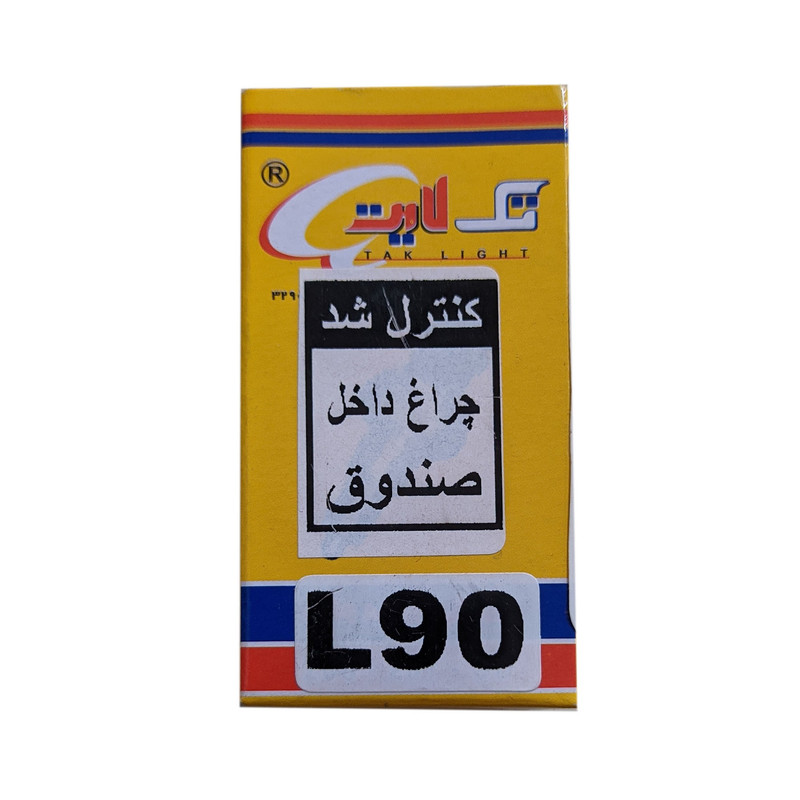 ®
تک لایت
TAK LIGHT
کنترل شد
چراغ داخل
صندوق
L90